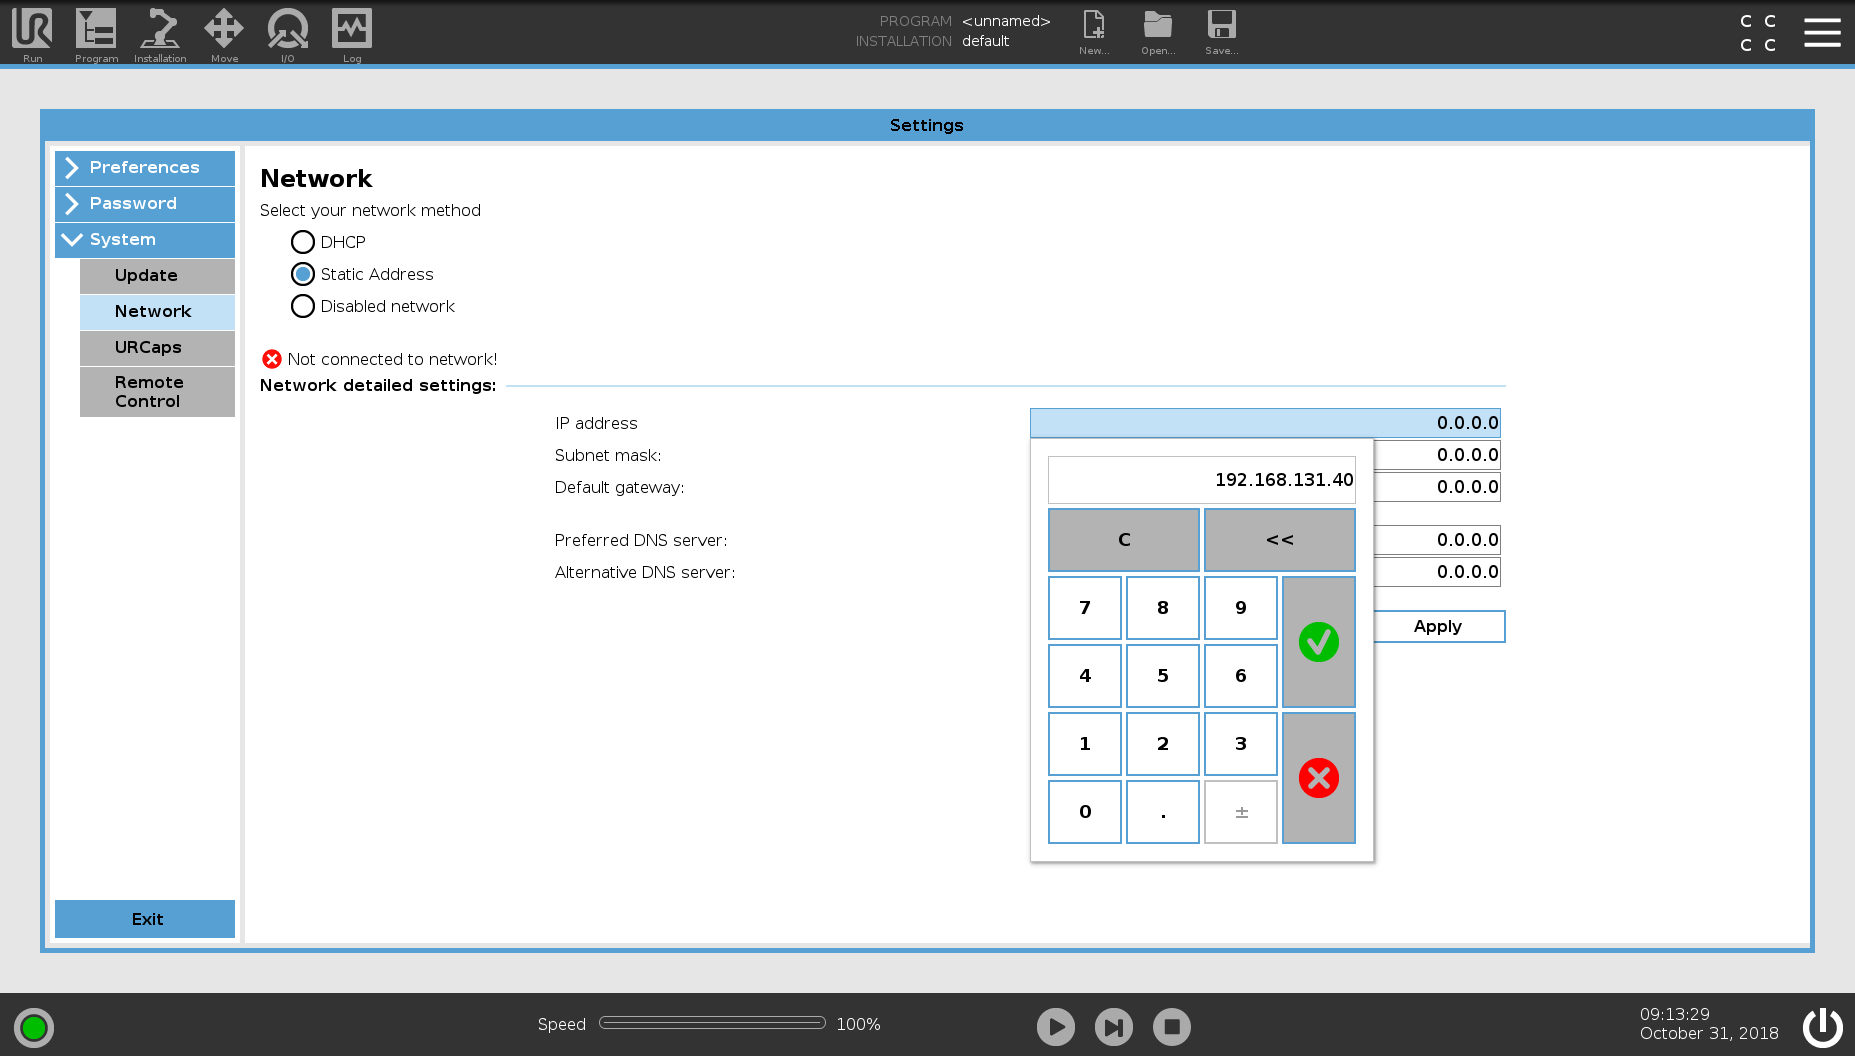 UR
Run
Program
Installation
Move
I/O
Log
PROGRAM <unnamed>
INSTALLATION default
New...
Open...
Save...
C C
C C
Settings
Preferences
Password
System
Update
Network
URCaps
Remote
Control
Exit
Network
Select your network method
DHCP
Static Address
Disabled network
Not connected to network!
Network detailed settings:
IP address 0.0.0.0
Subnet mask: 0.0.0.0
Default gateway: 0.0.0.0
Preferred DNS server: 0.0.0.0
Alternative DNS server: 0.0.0.0
Apply
192.168.131.40
C <<
7 8 9
4 5 6
1 2 3
0 . ±
Speed 100%
09:13:29
October 31, 2018